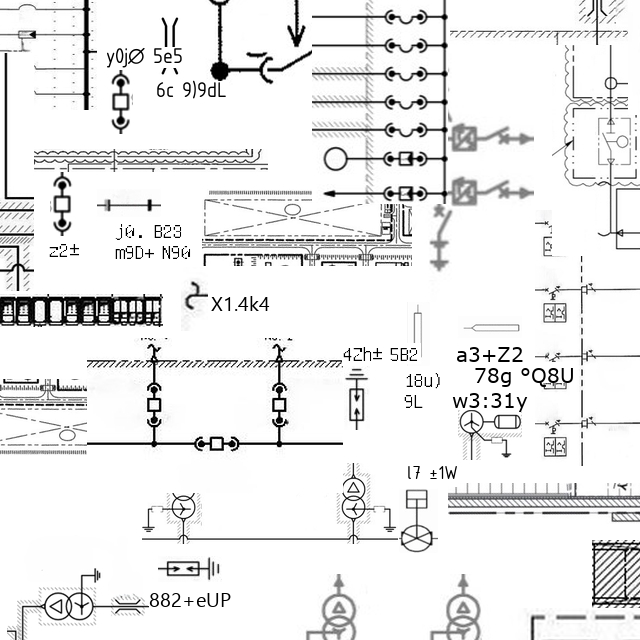 y0jØ 5e5
6c 9)9dL
j0. B23
m9D+ N90
z2±
X1.4k4
4Zh± 5B2
a3+Z2
18u) 78g °Q8U
9L w3:31y
l7 ±1W
882+eUP